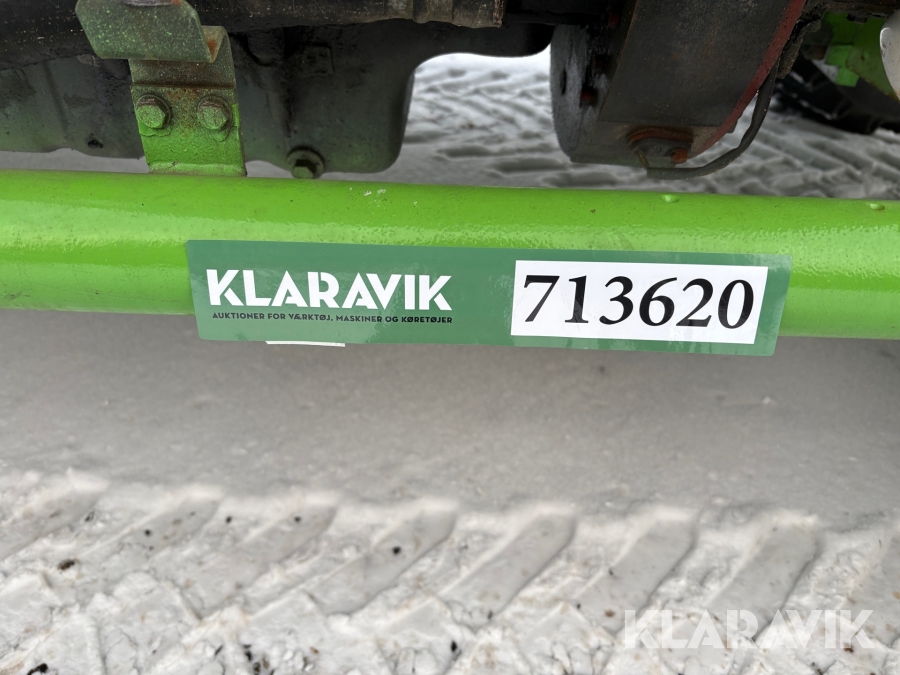 KLARAVIK
AUKTIONER FOR VÆRKTØJ, MASKINER OG KØRETØJER
713620
KLARAVIK